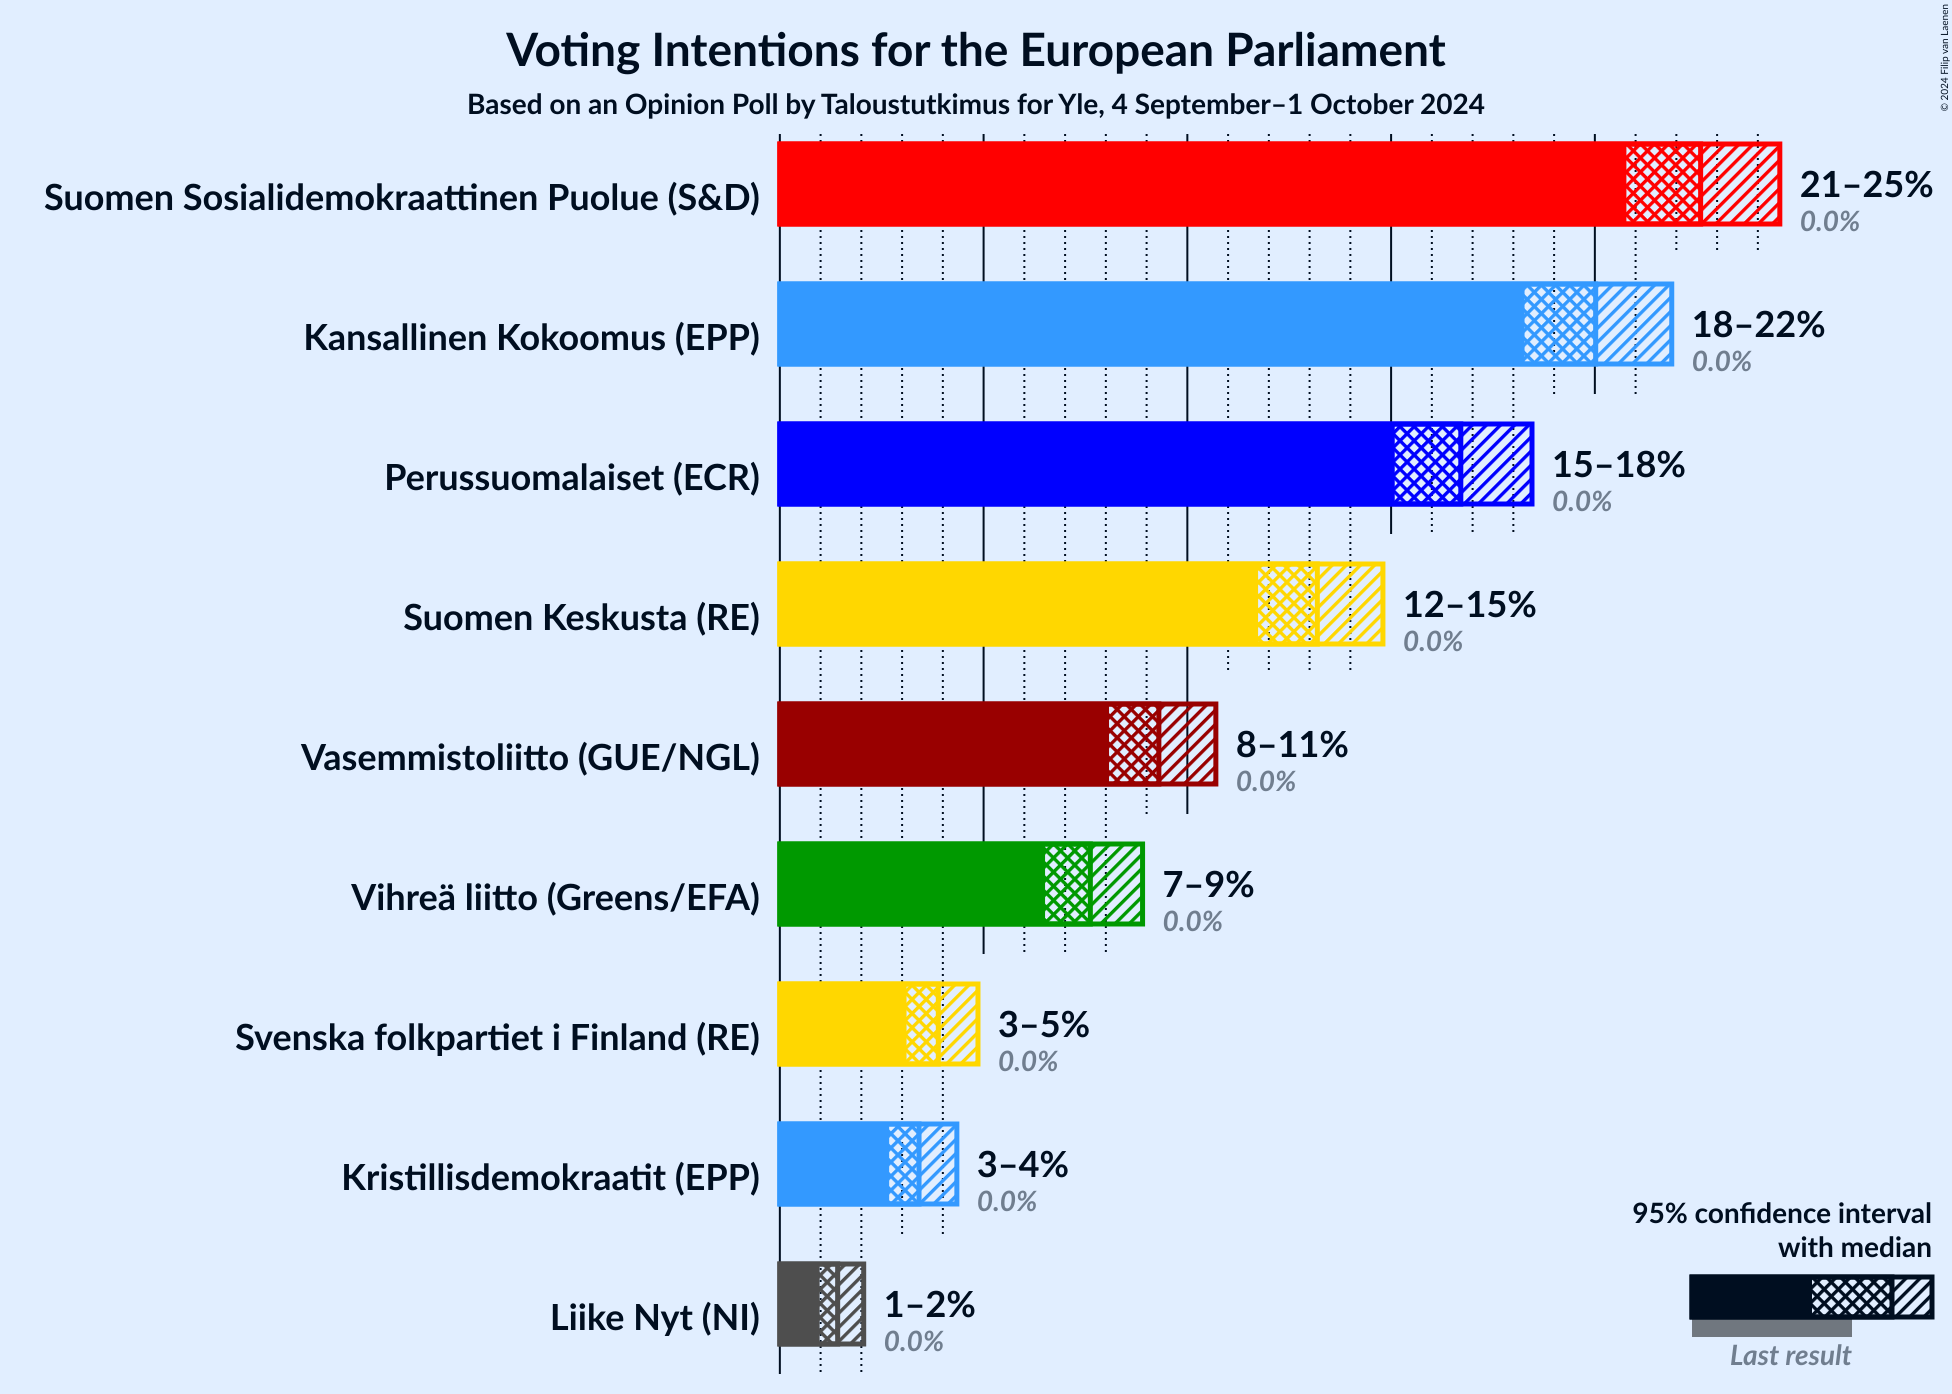 Voting Intentions for the European Parliament
Based on an Opinion Poll by Taloustutkimus for Yle, 4 September–1 October 2024
© 2024 Filip van Laenen
Suomen Sosialidemokraattinen Puolue (S&D)
21–25%
0.0%
Kansallinen Kokoomus (EPP)
18–22%
0.0%
Perussuomalaiset (ECR)
15–18%
0.0%
Suomen Keskusta (RE)
12–15%
0.0%
Vasemmistoliitto (GUE/NGL)
8–11%
0.0%
Vihreä liitto (Greens/EFA)
7–9%
0.0%
Svenska folkpartiet i Finland (RE)
3–5%
0.0%
Kristillisdemokraatit (EPP)
3–4%
0.0%
Liike Nyt (NI)
1–2%
0.0%
95% confidence interval
with median
Last result